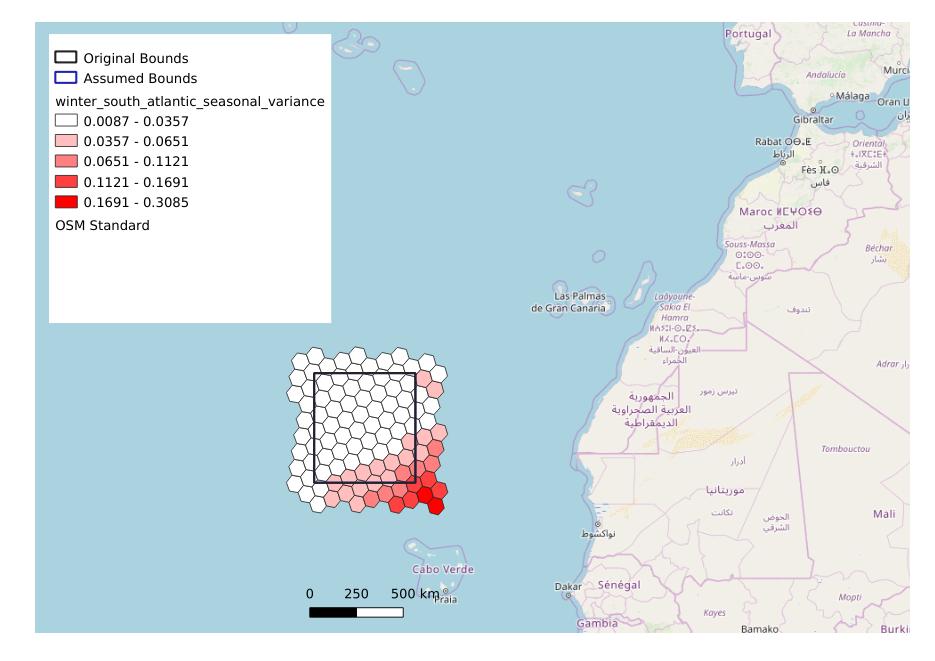 Original Bounds
Assumed Bounds
winter_south_atlantic_seasonal_variance
0.0087 - 0.0357
0.0357 - 0.0651
0.0651 - 0.1121
0.1121 - 0.1691
0.1691 - 0.3085
OSM Standard
Portugal
Castilla-
La Mancha
Andalucía
Murci
Málaga
Oran
Gibraltar
Rabat ⵔⴱⴰⵟ
الرباط
Oriental
الشرقية
Fès ⴼⴰⵙ
فاس
Maroc ⵍⵎⵖⵔⵉⴱ
المغرب
Souss-Massa
سوس-ماسة
Béchar
بشار
Las Palmas
de Gran Canaria
Laâyoune-
Sakia El
Hamra
العيون-الساقية
الحمراء
تندوف
Adrar
الجمهورية
العربية الصحراوية
الديمقراطية
تيرس زمور
أدرار
Tombouctou
موريتانيا
تكانت
الحوض
الشرقي
Mali
نواكشوط
Cabo Verde
Praia
0 250 500 km
Dakar
Sénégal
Gambia
Kayes
Bamako
Mopti
Burki